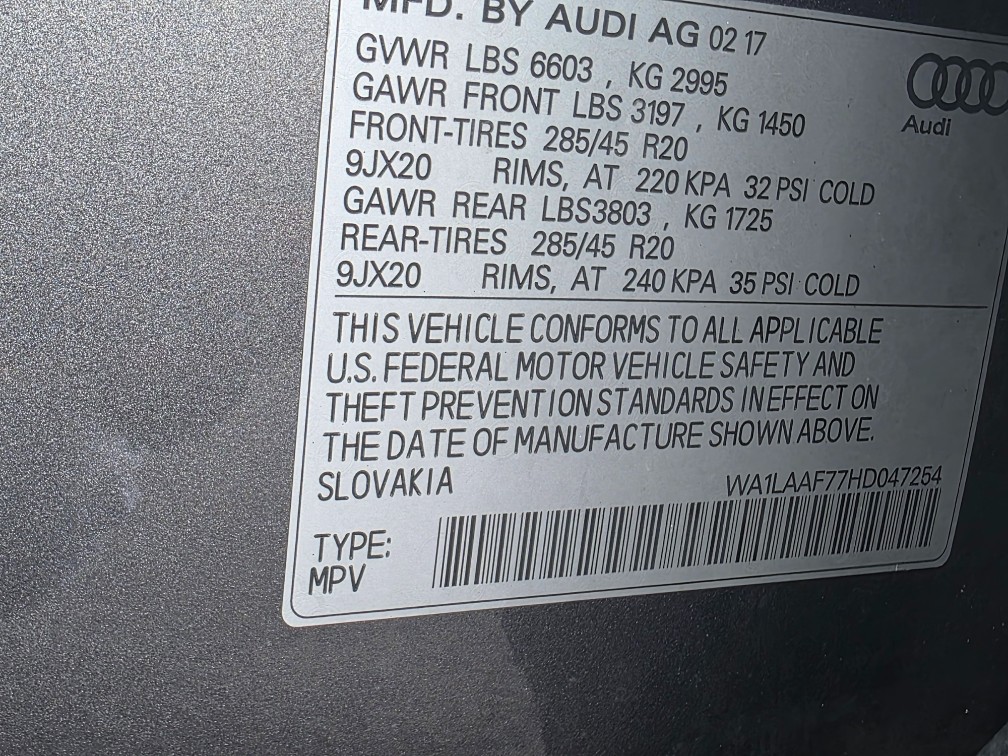 MFD. BY AUDI AG 02 17
GVWR LBS 6603 , KG 2995
GAWR FRONT LBS 3197 , KG 1450
FRONT-TIRES 285/45 R20
9JX20 RIMS, AT 220 KPA 32 PSI COLD
GAWR REAR LBS3803 , KG 1725
REAR-TIRES 285/45 R20
9JX20 RIMS, AT 240 KPA 35 PSI COLD
Audi
THIS VEHICLE CONFORMS TO ALL APPLICABLE
U.S. FEDERAL MOTOR VEHICLE SAFETY AND
THEFT PREVENTION STANDARDS IN EFFECT ON
THE DATE OF MANUFACTURE SHOWN ABOVE.
SLOVAKIA WA1LAAF77HD047254
TYPE:
MPV